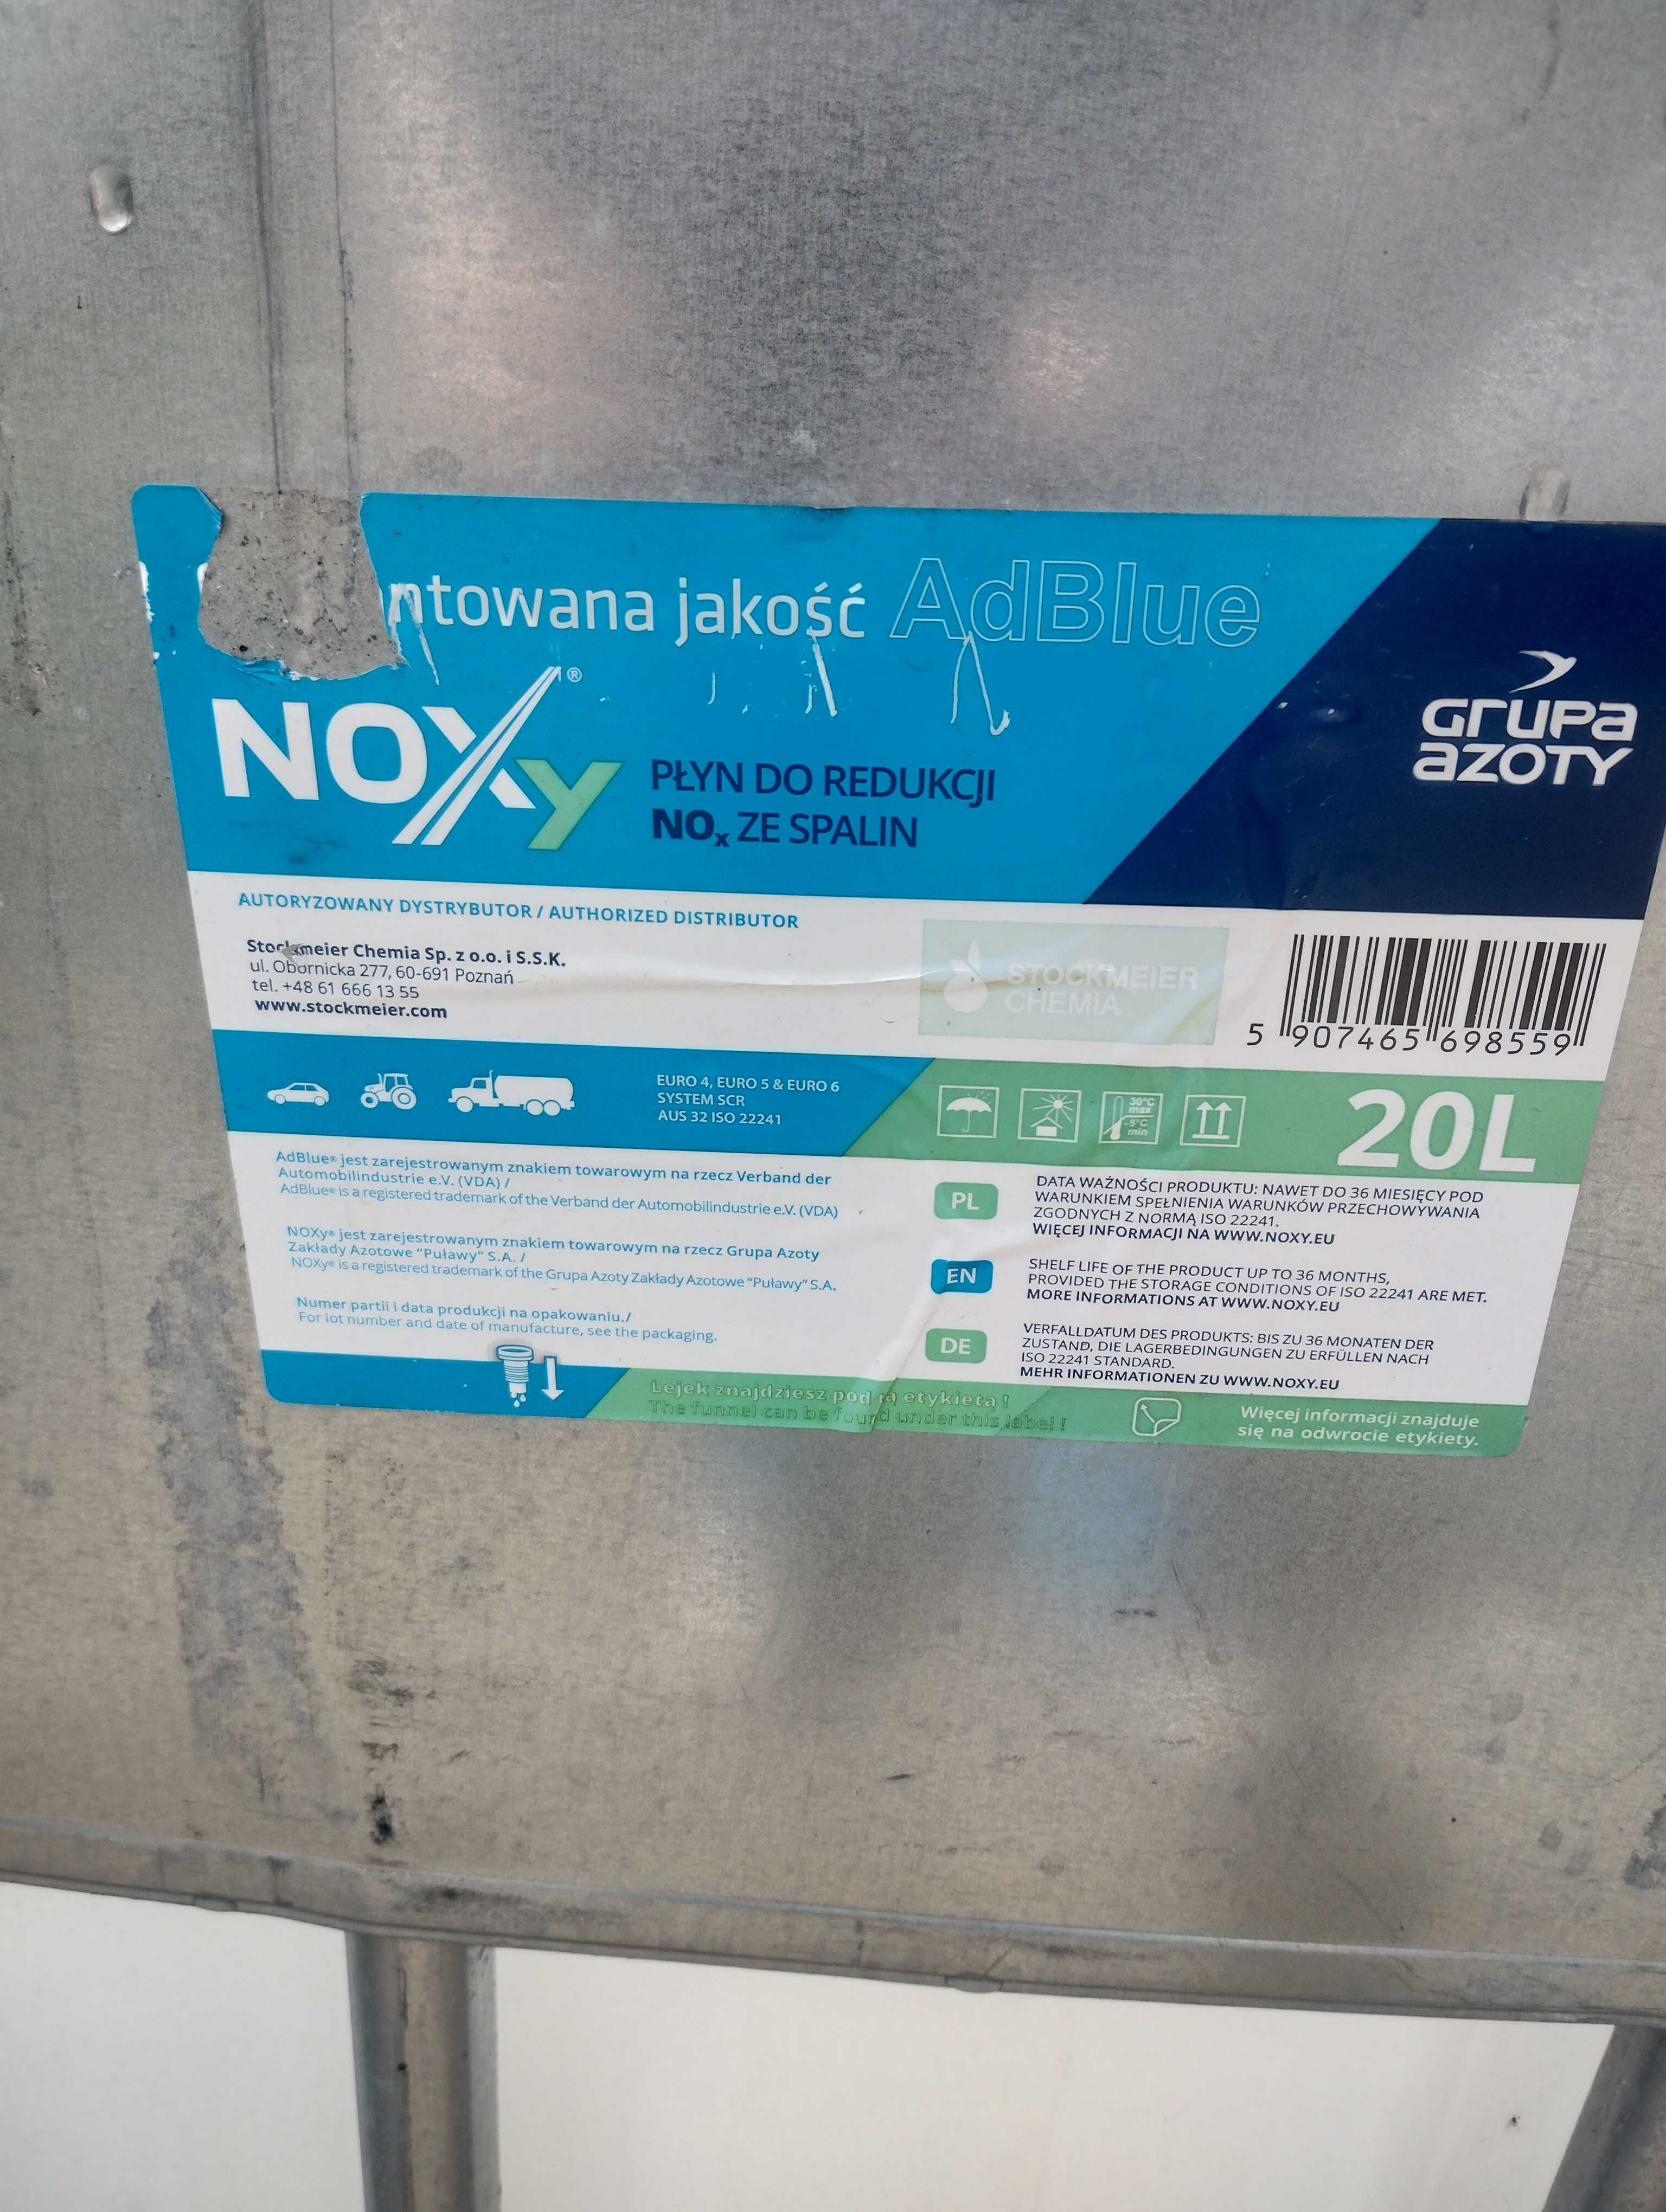 ntowana jakość AdBlue
NOXy®
PŁYN DO REDUKCJI
NOx ZE SPALIN
GRUPA
AZOTY
AUTORYZOWANY DYSTRYBUTOR / AUTHORIZED DISTRIBUTOR
Stockmeier Chemia Sp. z o.o. i S.S.K.
ul. Obornicka 277, 60-691 Poznań
tel. +48 61 666 13 55
www.stockmeier.com
STOCKMEIER
CHEMIA
5 907465 698559
EURO 4, EURO 5 & EURO 6
SYSTEM SCR
AUS 32 ISO 22241
30°C
max
-5°C
min
20L
AdBlue® jest zarejestrowanym znakiem towarowym na rzecz Verband der
Automobilindustrie e.V. (VDA) /
AdBlue® is a registered trademark of the Verband der Automobilindustrie e.V. (VDA)
NOXy® jest zarejestrowanym znakiem towarowym na rzecz Grupa Azoty
Zakłady Azotowe "Puławy" S.A. /
NOXy® is a registered trademark of the Grupa Azoty Zakłady Azotowe "Puławy" S.A.
Numer partii i data produkcji na opakowaniu./
For lot number and date of manufacture, see the packaging.
PL
DATA WAŻNOŚCI PRODUKTU: NAWET DO 36 MIESIĘCY POD
WARUNKIEM SPEŁNIENIA WARUNKÓW PRZECHOWYWANIA
ZGODNYCH Z NORMĄ ISO 22241.
WIĘCEJ INFORMACJI NA WWW.NOXY.EU
EN
SHELF LIFE OF THE PRODUCT UP TO 36 MONTHS,
PROVIDED THE STORAGE CONDITIONS OF ISO 22241 ARE MET.
MORE INFORMATIONS AT WWW.NOXY.EU
DE
VERFALLDATUM DES PRODUKTS: BIS ZU 36 MONATEN DER
ZUSTAND, DIE LAGERBEDINGUNGEN ZU ERFÜLLEN NACH
ISO 22241 STANDARD.
MEHR INFORMATIONEN ZU WWW.NOXY.EU
Lejek znajdziesz pod tą etykietą !
The funnel can be found under this label !
Więcej informacji znajduje
się na odwrocie etykiety.